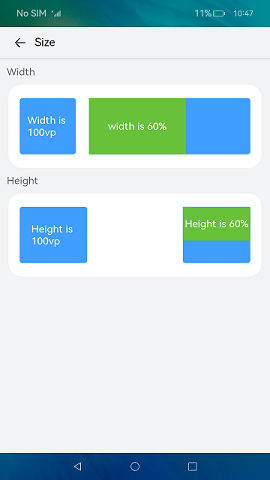 No SIM 11% 10:47
Size
Width
Width is
100vp
width is 60%
Height
Height is
100vp
Height is 60%